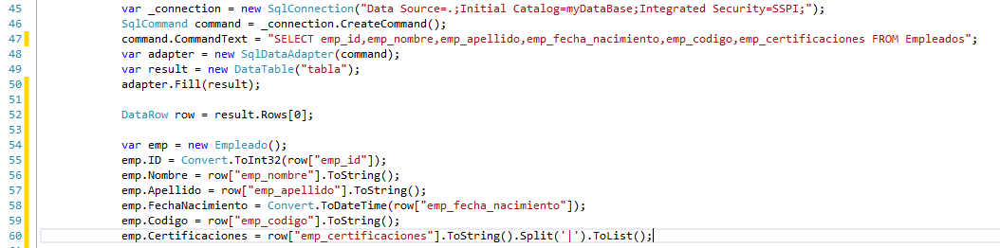 45 var _connection = new SqlConnection("Data Source=.;Initial Catalog=myDataBase;Integrated Security=SSPI;");
46 SqlCommand command = _connection.CreateCommand();
47 command.CommandText = "SELECT emp_id,emp_nombre,emp_apellido,emp_fecha_nacimiento,emp_codigo,emp_certificaciones FROM Empleados";
48 var adapter = new SqlDataAdapter(command);
49 var result = new DataTable("tabla");
50 adapter.Fill(result);
51
52 DataRow row = result.Rows[0];
53
54 var emp = new Empleado();
55 emp.ID = Convert.ToInt32(row["emp_id"]);
56 emp.Nombre = row["emp_nombre"].ToString();
57 emp.Apellido = row["emp_apellido"].ToString();
58 emp.FechaNacimiento = Convert.ToDateTime(row["emp_fecha_nacimiento"]);
59 emp.Codigo = row["emp_codigo"].ToString();
60 emp.Certificaciones = row["emp_certificaciones"].ToString().Split('|').ToList();